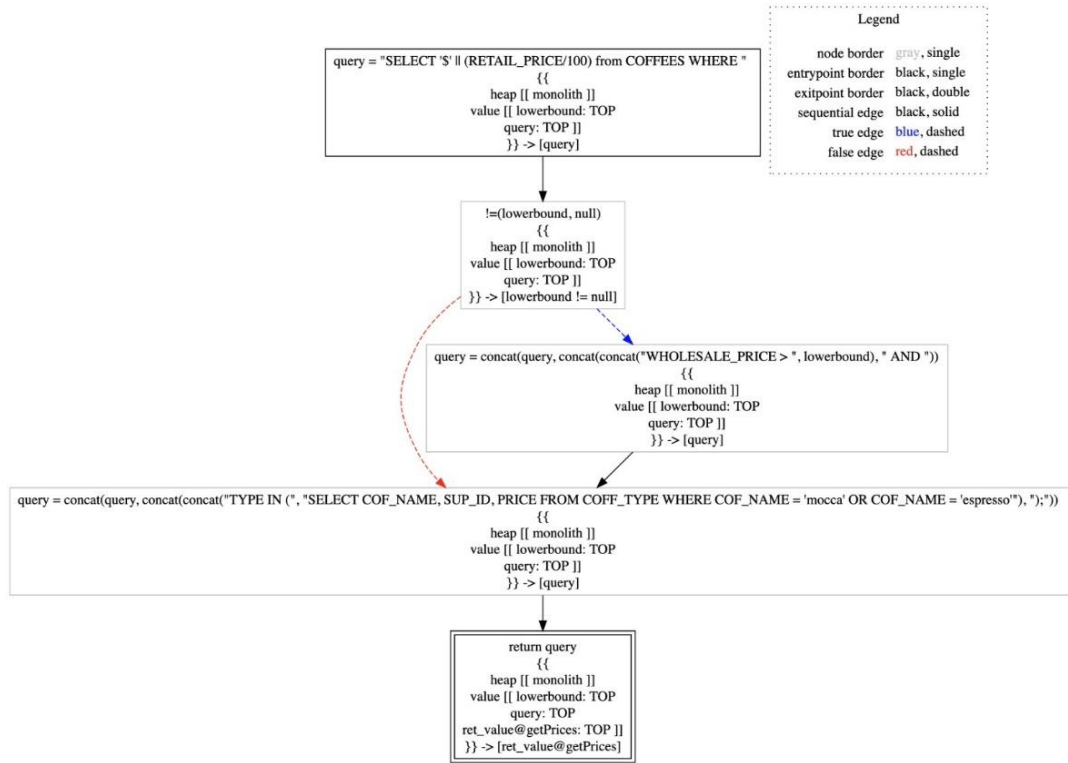 Legend
node border gray, single
entrypoint border black, single
exitpoint border black, double
sequential edge black, solid
true edge blue, dashed
false edge red, dashed
query = "SELECT '$' || (RETAIL_PRICE/100) from COFFEES WHERE "
{{
heap [[ monolith ]]
value [[ lowerbound: TOP
query: TOP ]]
}} -> [query]
!=(lowerbound, null)
{{
heap [[ monolith ]]
value [[ lowerbound: TOP
query: TOP ]]
}} -> [lowerbound != null]
query = concat(query, concat(concat("WHOLESALE_PRICE > ", lowerbound), " AND "))
{{
heap [[ monolith ]]
value [[ lowerbound: TOP
query: TOP ]]
}} -> [query]
query = concat(query, concat(concat("TYPE IN (", "SELECT COF_NAME, SUP_ID, PRICE FROM COFF_TYPE WHERE COF_NAME = 'mocca' OR COF_NAME = 'espresso'"), ");"))
{{
heap [[ monolith ]]
value [[ lowerbound: TOP
query: TOP ]]
}} -> [query]
return query
{{
heap [[ monolith ]]
value [[ lowerbound: TOP
query: TOP
ret_value@getPrices: TOP ]]
}} -> [ret_value@getPrices]